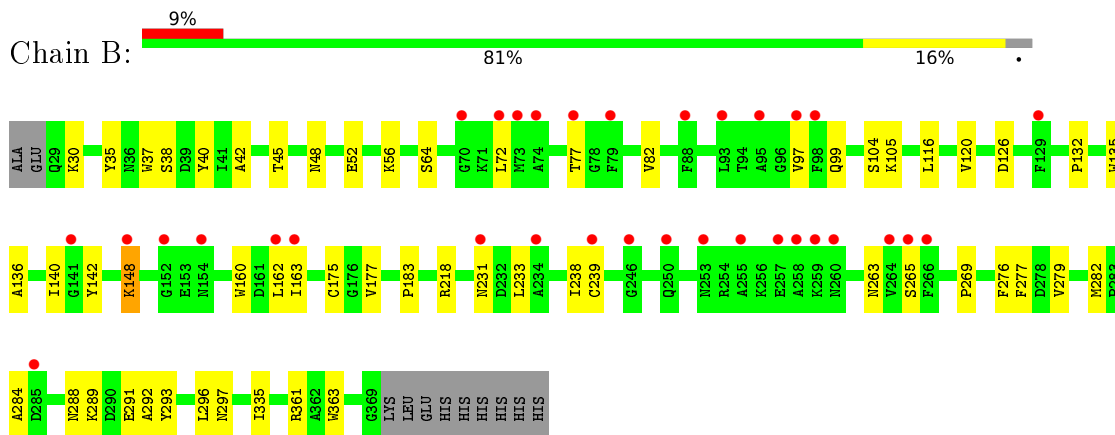 9%
Chain B:
81%
16%
ALA GLU Q29 K30 Y35 N36 W37 S38 D39 Y40 I41 A42 T45 N48 E52 K56 S64 G70 K71 L72 M73 A74 T77 G78 F79 V82 F88 L93 T94 A95 G96 V97 F98 Q99 S104 K105 L116 V120 D126 F129 P132 W135
A136 I140 G141 Y142 K148 G152 E153 N154 W160 D161 L162 I163 C175 G176 V177 P183 R218 N231 D232 L233 A234 I238 C239 G246 Q250 N253 R254 A255 K256 E257 A258 K259 N260 N263 V264 S265 F266 P269 F276 F277 D278 V279 M282
A284 D285 N288 K289 D290 E291 A292 Y293 L296 N297 I335 R361 A362 W363 G369 LYS LEU GLU HIS HIS HIS HIS HIS HIS